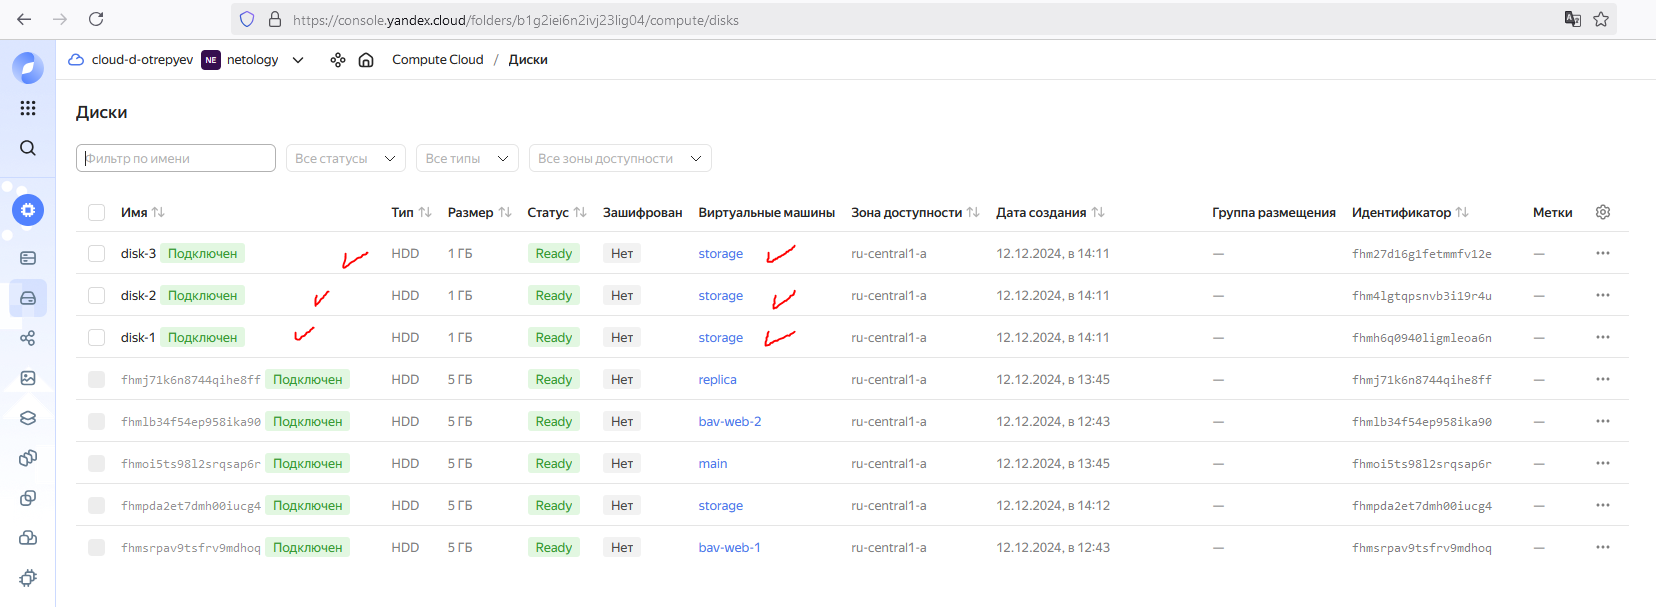 https://console.yandex.cloud/folders/b1g2iei6n2ivj23lig04/compute/disks
cloud-d-otrepyev NE netology Compute Cloud / Диски
Диски
Фильтр по имени Все статусы Все типы Все зоны доступности
Имя Тип Размер Статус Зашифрован Виртуальные машины Зона доступности Дата создания Группа размещения Идентификатор Метки
disk-3 Подключен HDD 1 ГБ Ready Нет storage ru-central1-a 12.12.2024, в 14:11 — fhm27d16g1fetmmfv12e —
disk-2 Подключен HDD 1 ГБ Ready Нет storage ru-central1-a 12.12.2024, в 14:11 — fhm4lgtqpsnvb3i19r4u —
disk-1 Подключен HDD 1 ГБ Ready Нет storage ru-central1-a 12.12.2024, в 14:11 — fhmh6q0940ligmleoa6n —
fhmj71k6n8744qihe8ff Подключен HDD 5 ГБ Ready Нет replica ru-central1-a 12.12.2024, в 13:45 — fhmj71k6n8744qihe8ff —
fhmlb34f54ep958ika90 Подключен HDD 5 ГБ Ready Нет bav-web-2 ru-central1-a 12.12.2024, в 12:43 — fhmlb34f54ep958ika90 —
fhmoi5ts98l2srqsap6r Подключен HDD 5 ГБ Ready Нет main ru-central1-a 12.12.2024, в 13:45 — fhmoi5ts98l2srqsap6r —
fhmpda2et7dmh00iucg4 Подключен HDD 5 ГБ Ready Нет storage ru-central1-a 12.12.2024, в 14:12 — fhmpda2et7dmh00iucg4 —
fhmsrpav9tsfrv9mdhoq Подключен HDD 5 ГБ Ready Нет bav-web-1 ru-central1-a 12.12.2024, в 12:43 — fhmsrpav9tsfrv9mdhoq —